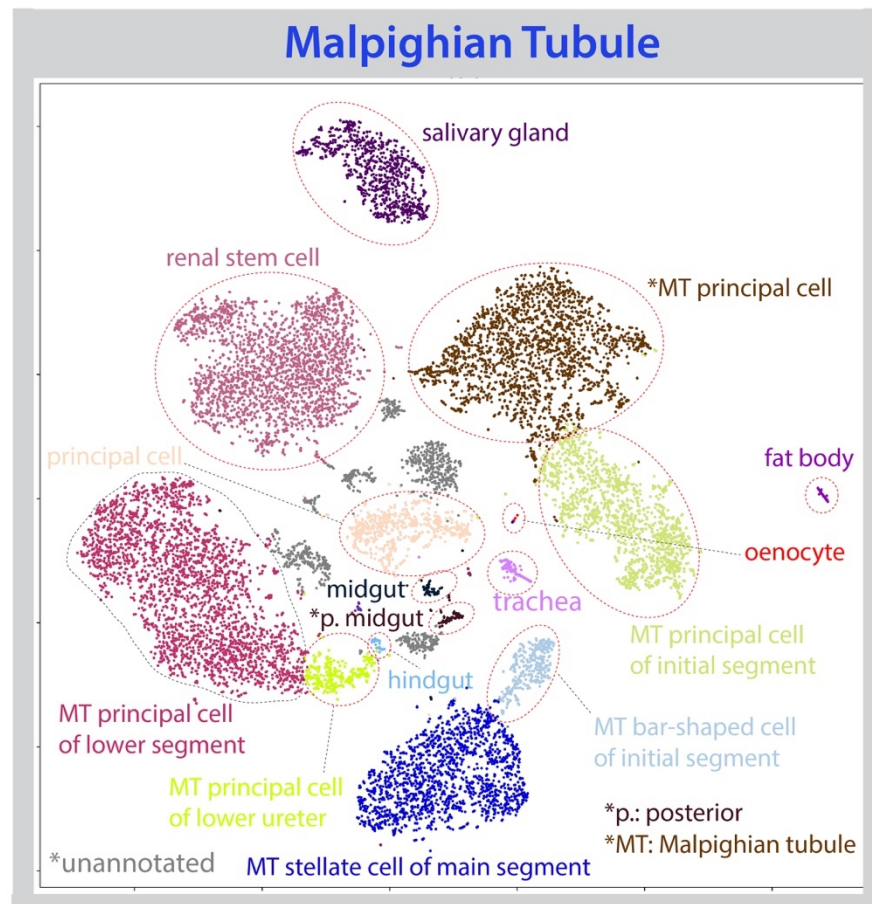 Malpighian Tubule
salivary gland
renal stem cell
*MT principal cell
principal cell
fat body
oenocyte
midgut
trachea
*p. midgut
MT principal cell
of initial segment
hindgut
MT principal cell
of lower segment
MT bar-shaped cell
of initial segment
MT principal cell
of lower ureter
*p.: posterior
*MT: Malpighian tubule
*unannotated
MT stellate cell of main segment